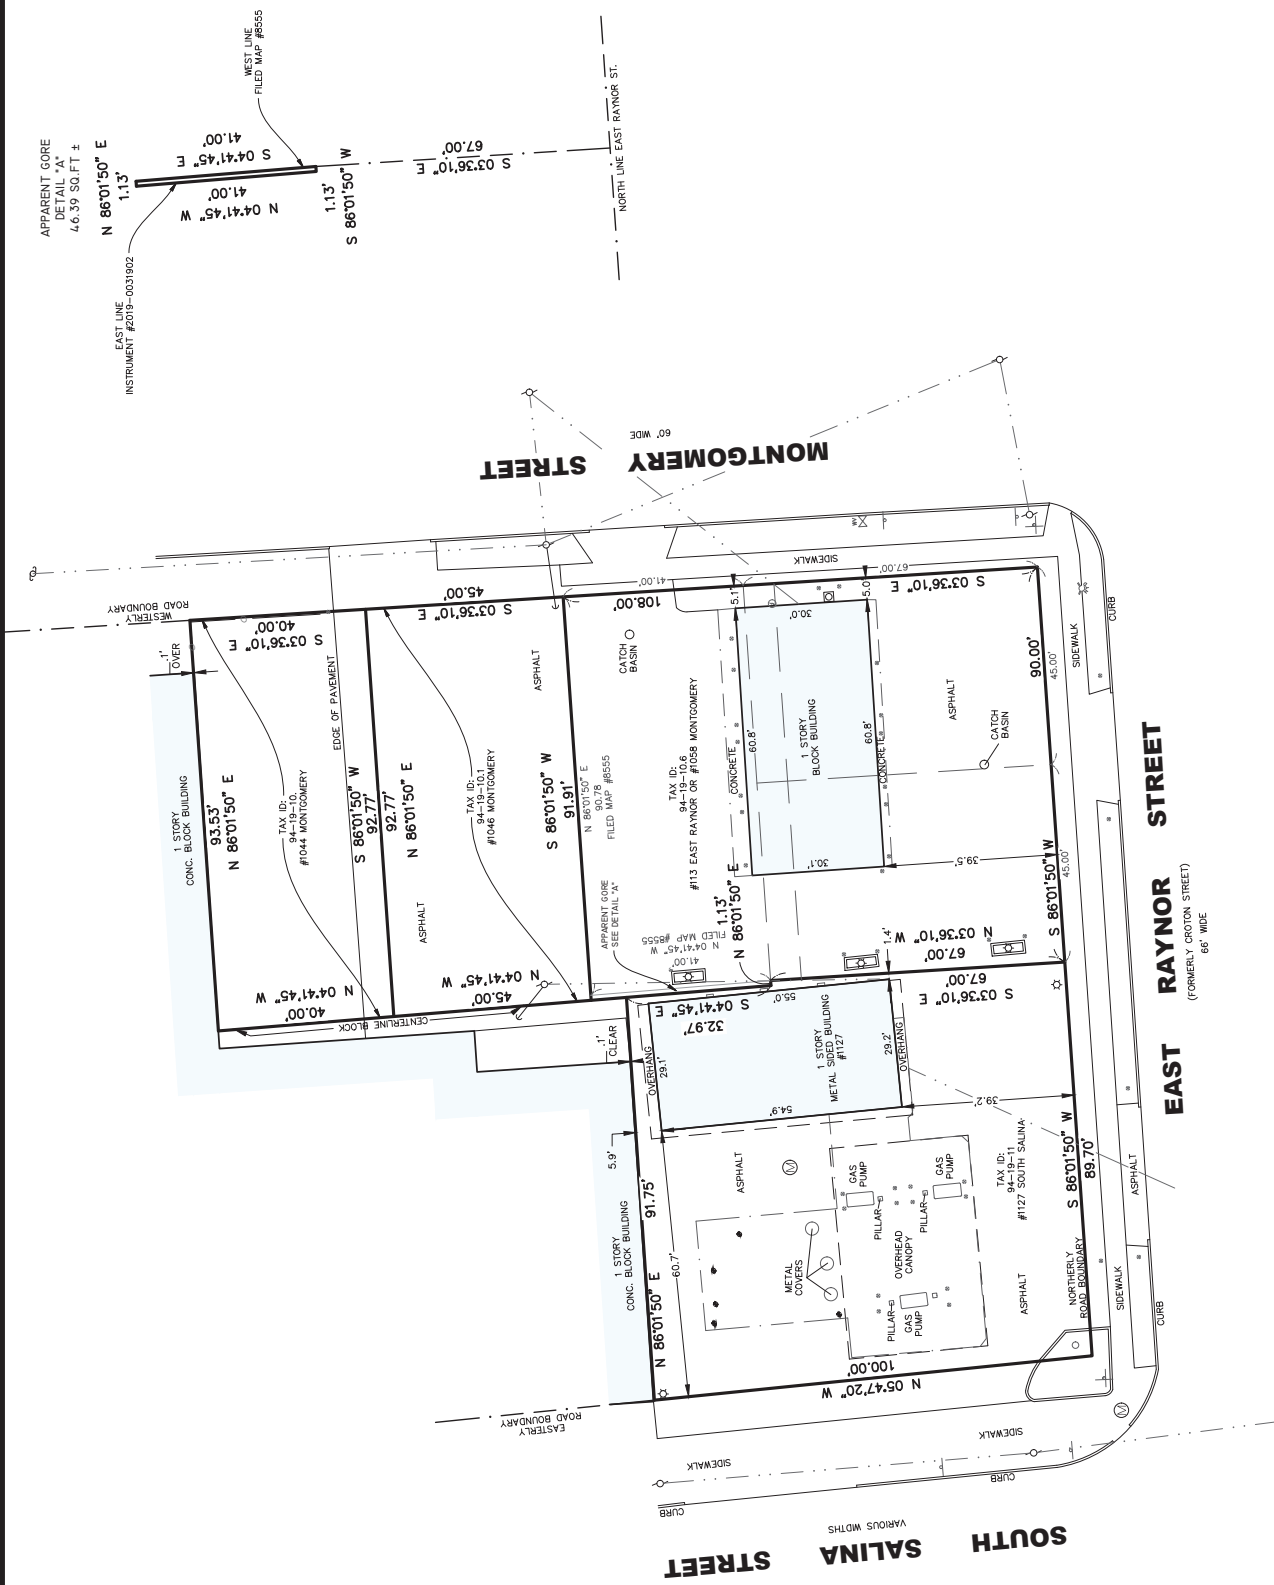 APPARENT GORE
DETAIL "A"
46.39 SQ.FT ±
N 86°01'50" E
1.13'
S 04°41'45" E
41.00'
N 04°41'45" W
41.00'
1.13'
S 86°01'50" W
WEST LINE
FILED MAP #8555
EAST LINE
INSTRUMENT #2019-0031902
S 03°36'10" E
67.00'
NORTH LINE EAST RAYNOR ST.
MONTGOMERY STREET
60' WIDE
WESTERLY
ROAD BOUNDARY
.1'
OVER
1 STORY
CONC. BLOCK BUILDING
93.53'
N 86°01'50" E
S 03°36'10" E
40.00'
EDGE OF PAVEMENT
TAX ID:
94-19-10.
#1044 MONTGOMERY
S 86°01'50" W
92.77'
92.77'
N 86°01'50" E
N 04°41'45" W
40.00'
CENTERLINE BLOCK
S 03°36'10" E
45.00'
ASPHALT
TAX ID:
94-19-10.1
#1046 MONTGOMERY
ASPHALT
N 04°41'45" W
45.00'
S 86°01'50" W
91.91'
N 86°01'50" E
90.78
FILED MAP #8555
108.00'
41.00'
CATCH
BASIN
TAX ID:
94-19-10.6
#113 EAST RAYNOR OR #1058 MONTGOMERY
APPARENT GORE
SEE DETAIL "A"
N 04°41'45" W
FILED MAP #8555
41.00'
1.13'
N 86°01'50" E
5.1'
5.0'
30.0'
CONCRETE
60.8'
1 STORY
BLOCK BUILDING
60.8'
CONCRETE
30.1'
SIDEWALK
WV
67.00'
S 03°36'10" E
ASPHALT
CATCH
BASIN
39.5'
90.00'
45.00'
45.00'
S 86°01'50" W
N 03°36'10" W
67.00'
67.00'
S 03°36'10" E
1.4'
SIDEWALK
CURB
EAST RAYNOR STREET
(FORMERLY CROTON STREET)
66' WIDE
.1'
CLEAR
S 04°41'45" E
32.97'
55.0'
OVERHANG
29.1'
1 STORY
METAL SIDED BUILDING
#1127
29.2'
OVERHANG
54.9'
39.2'
5.9'
1 STORY
CONC. BLOCK BUILDING
91.75'
N 86°01'50" E
60.7'
ASPHALT
M
METAL
COVERS
GAS
PUMP
PILLAR
GAS
PUMP
PILLAR
OVERHEAD
CANOPY
PILLAR
GAS
PUMP
TAX ID:
94-19-11
#1127 SOUTH SALINA
S 86°01'50" W
89.70'
ASPHALT
NORTHERLY
ROAD BOUNDARY
SIDEWALK
ASPHALT
CURB
100.00'
N 05°47'20" W
EASTERLY
ROAD BOUNDARY
M
SIDEWALK
SIDEWALK
CURB
CURB
VARIOUS WIDTHS
SOUTH SALINA STREET